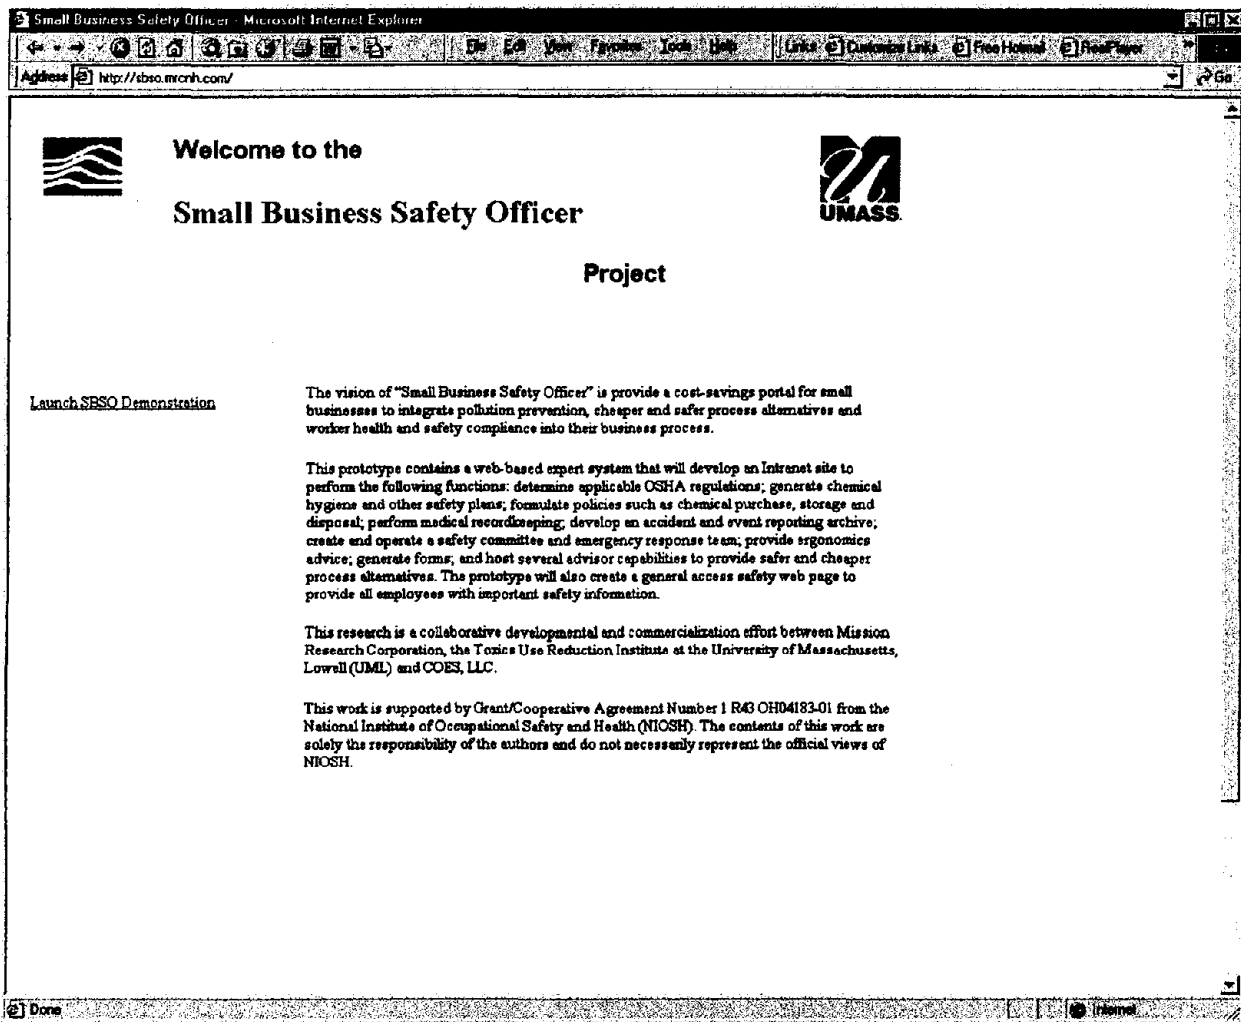 Small Business Safety Officer - Microsoft Internet Explorer
File Edit View Favorites Tools Help Links Customize Links Free Hotmail RealPlayer »
Address http://sbso.mrcnh.com/ Go
Welcome to the
UMASS
Small Business Safety Officer
Project
Launch SBSO Demonstration
The vision of “Small Business Safety Officer” is provide a cost-savings portal for small
businesses to integrate pollution prevention, cheaper and safer process alternatives and
worker health and safety compliance into their business process.
This prototype contains a web-based expert system that will develop an Intranet site to
perform the following functions: determine applicable OSHA regulations; generate chemical
hygiene and other safety plans; formulate policies such as chemical purchase, storage and
disposal; perform medical recordkeeping; develop an accident and event reporting archive;
create and operate a safety committee and emergency response team; provide ergonomics
advice; generate forms; and host several advisor capabilities to provide safer and cheaper
process alternatives. The prototype will also create a general access safety web page to
provide all employees with important safety information.
This research is a collaborative developmental and commercialization effort between Mission
Research Corporation, the Toxics Use Reduction Institute at the University of Massachusetts,
Lowell (UML) and COES, LLC.
This work is supported by Grant/Cooperative Agreement Number 1 R43 OH04183-01 from the
National Institute of Occupational Safety and Health (NIOSH). The contents of this work are
solely the responsibility of the authors and do not necessarily represent the official views of
NIOSH.
Done Internet